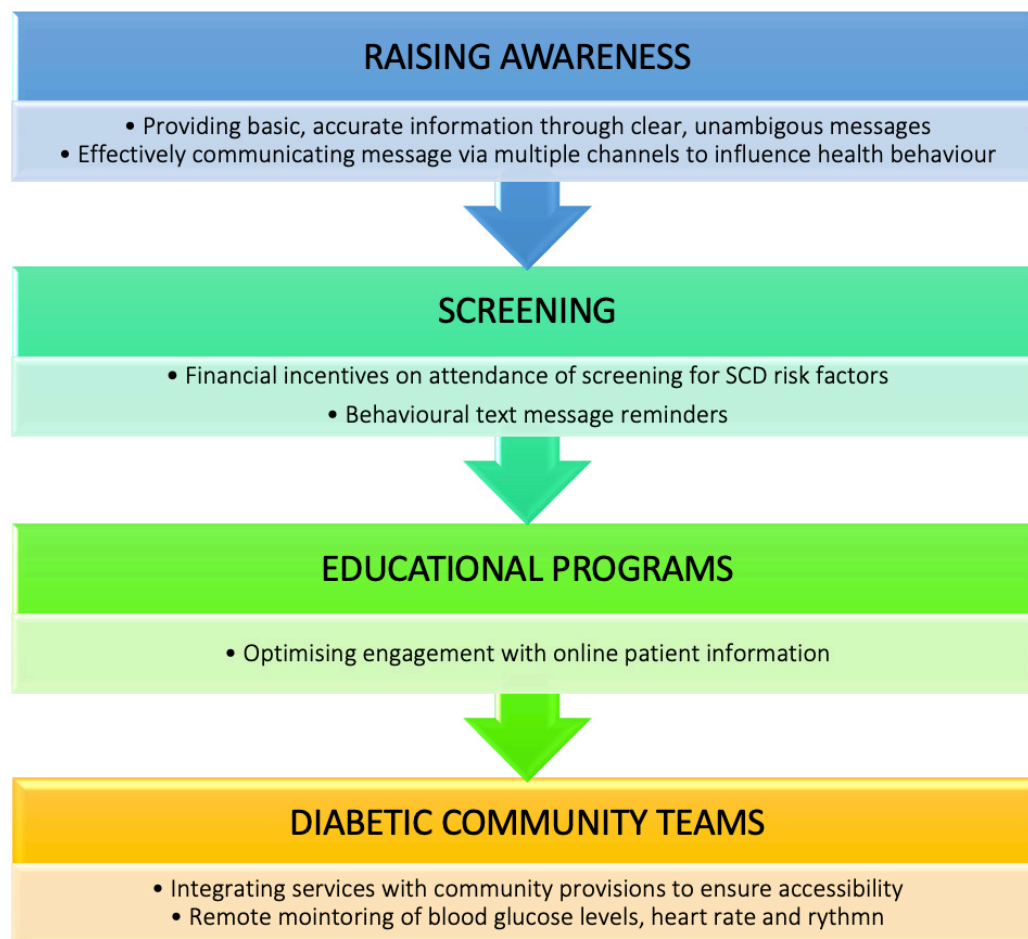 RAISING AWARENESS
• Providing basic, accurate information through clear, unambigous messages
• Effectively communicating message via multiple channels to influence health behaviour
SCREENING
• Financial incentives on attendance of screening for SCD risk factors
• Behavioural text message reminders
EDUCATIONAL PROGRAMS
• Optimising engagement with online patient information
DIABETIC COMMUNITY TEAMS
• Integrating services with community provisions to ensure accessibility
• Remote mointoring of blood glucose levels, heart rate and rythmn